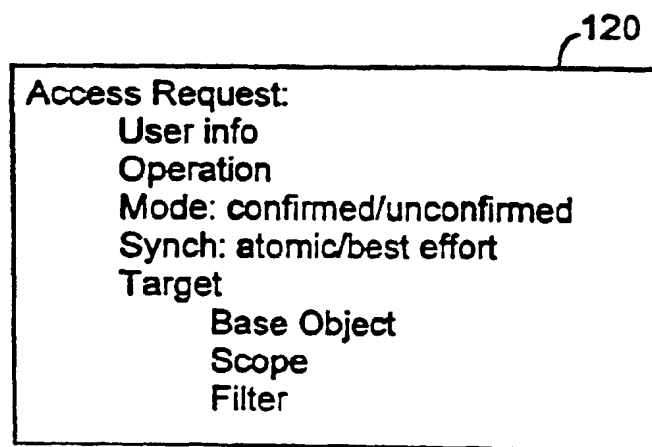 120
Access Request:
User info
Operation
Mode: confirmed/unconfirmed
Synch: atomic/best effort
Target
Base Object
Scope
Filter